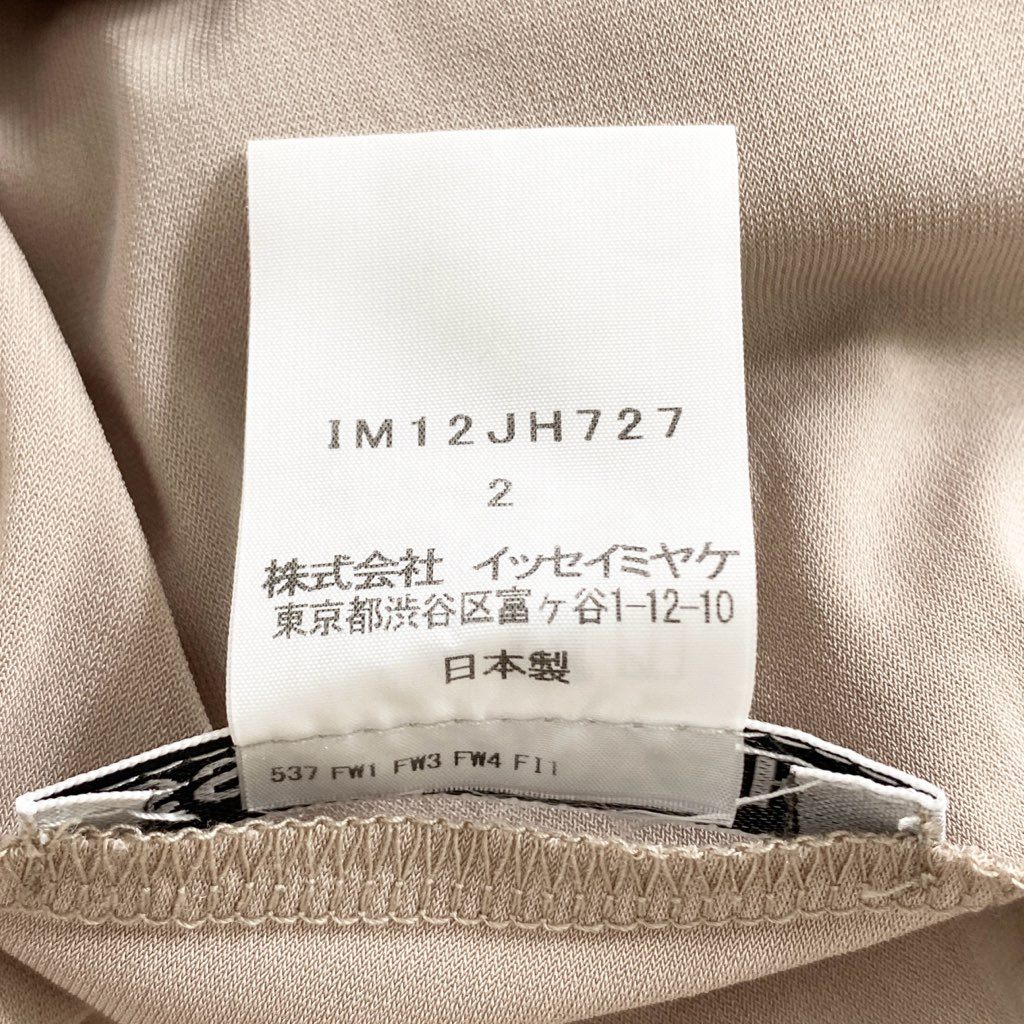 IM12JH727
2
株式会社 イッセイミヤケ
東京都渋谷区富ヶ谷1-12-10
日本製
537 FW1 FW3 FW4 FI1